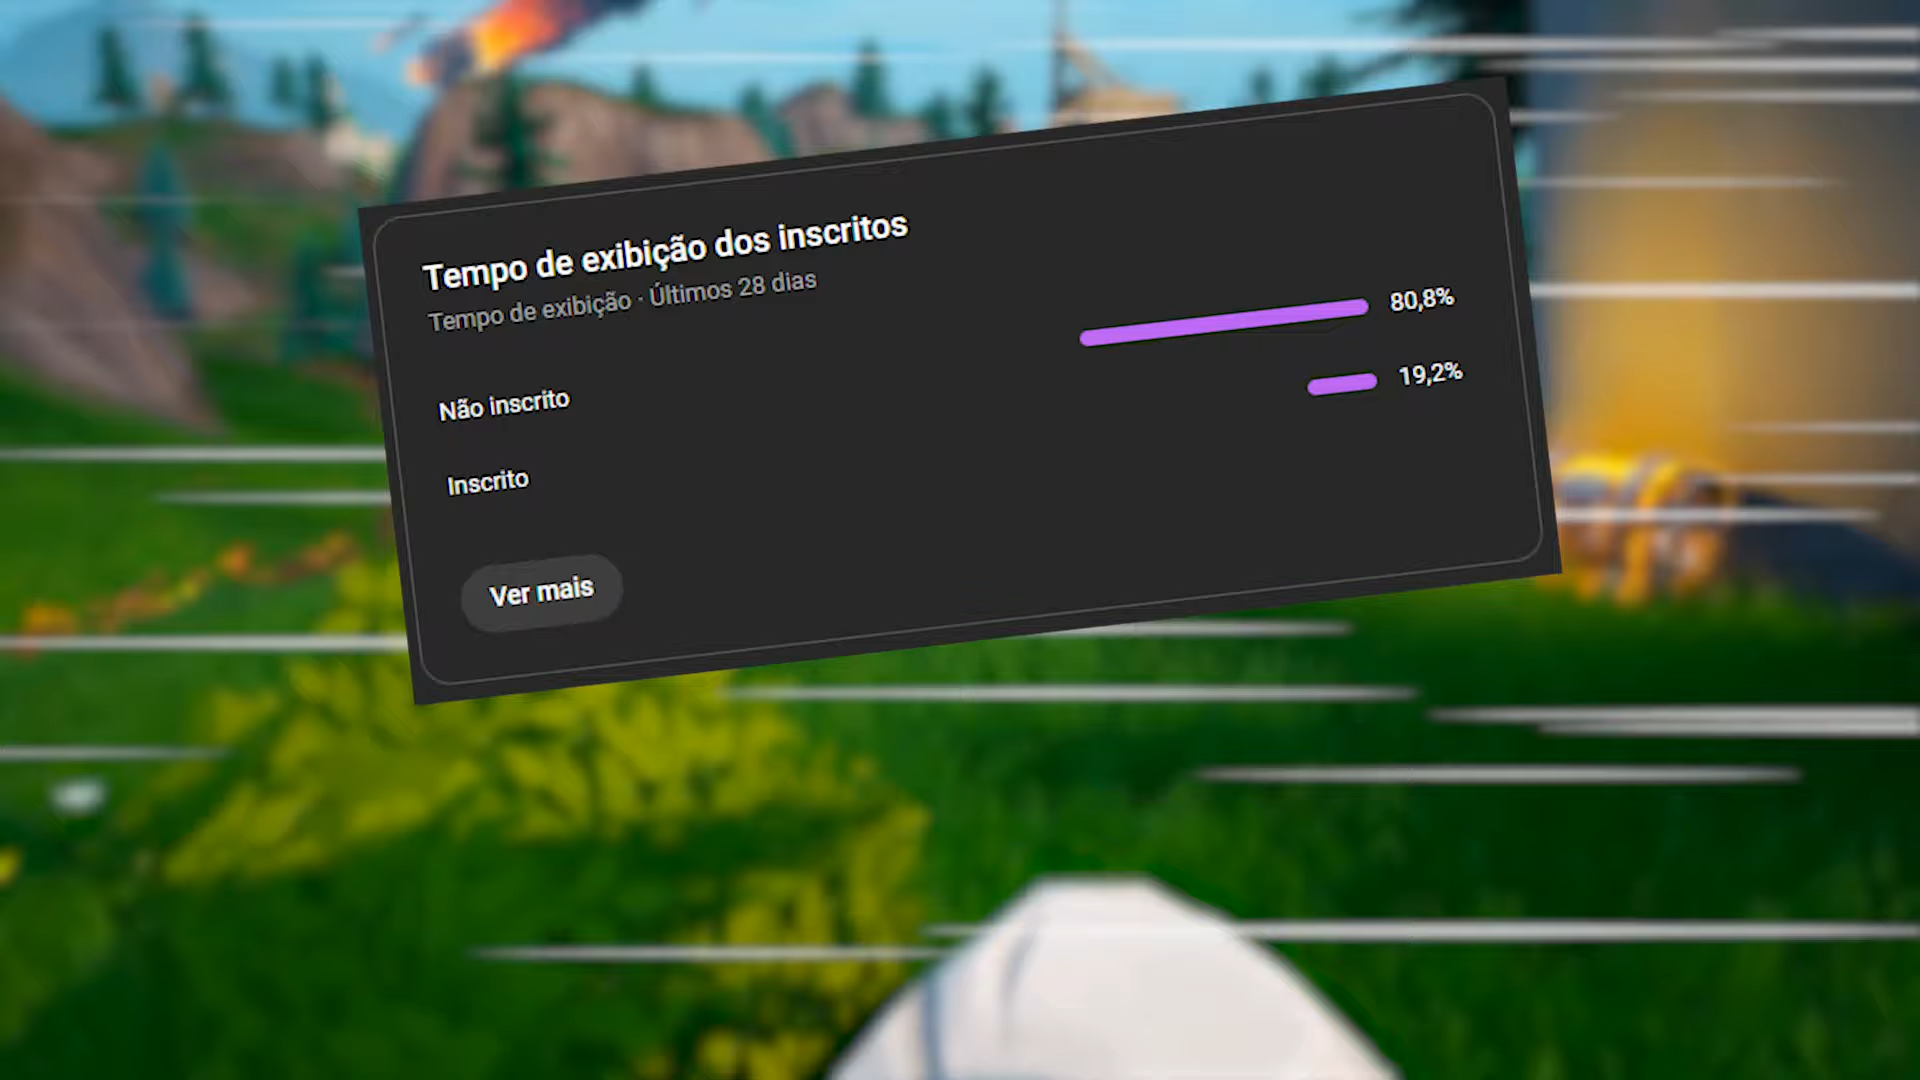 Tempo de exibição dos inscritos
Tempo de exibição · Últimos 28 dias
Não inscrito 80,8%
Inscrito 19,2%
Ver mais